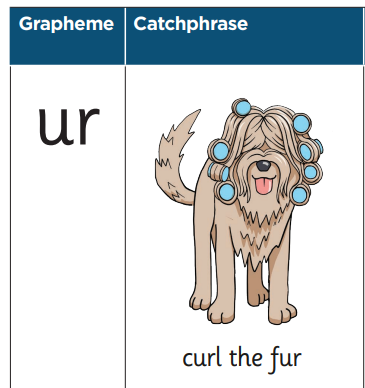 Grapheme Catchphrase
ur
curl the fur